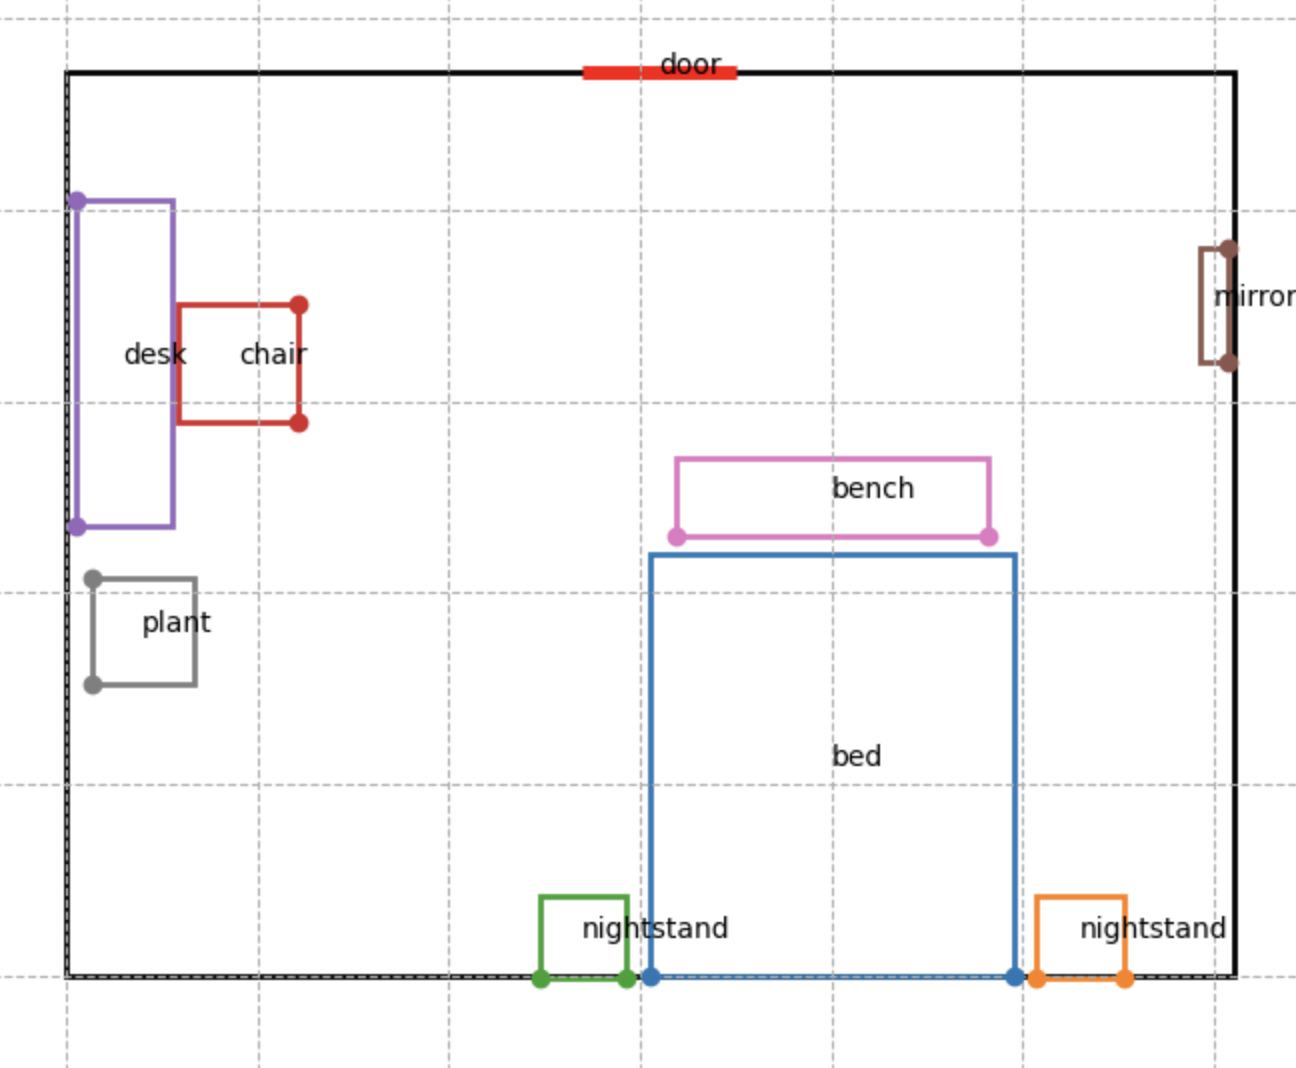 door
mirror
desk
chair
bench
plant
bed
nightstand
nightstand